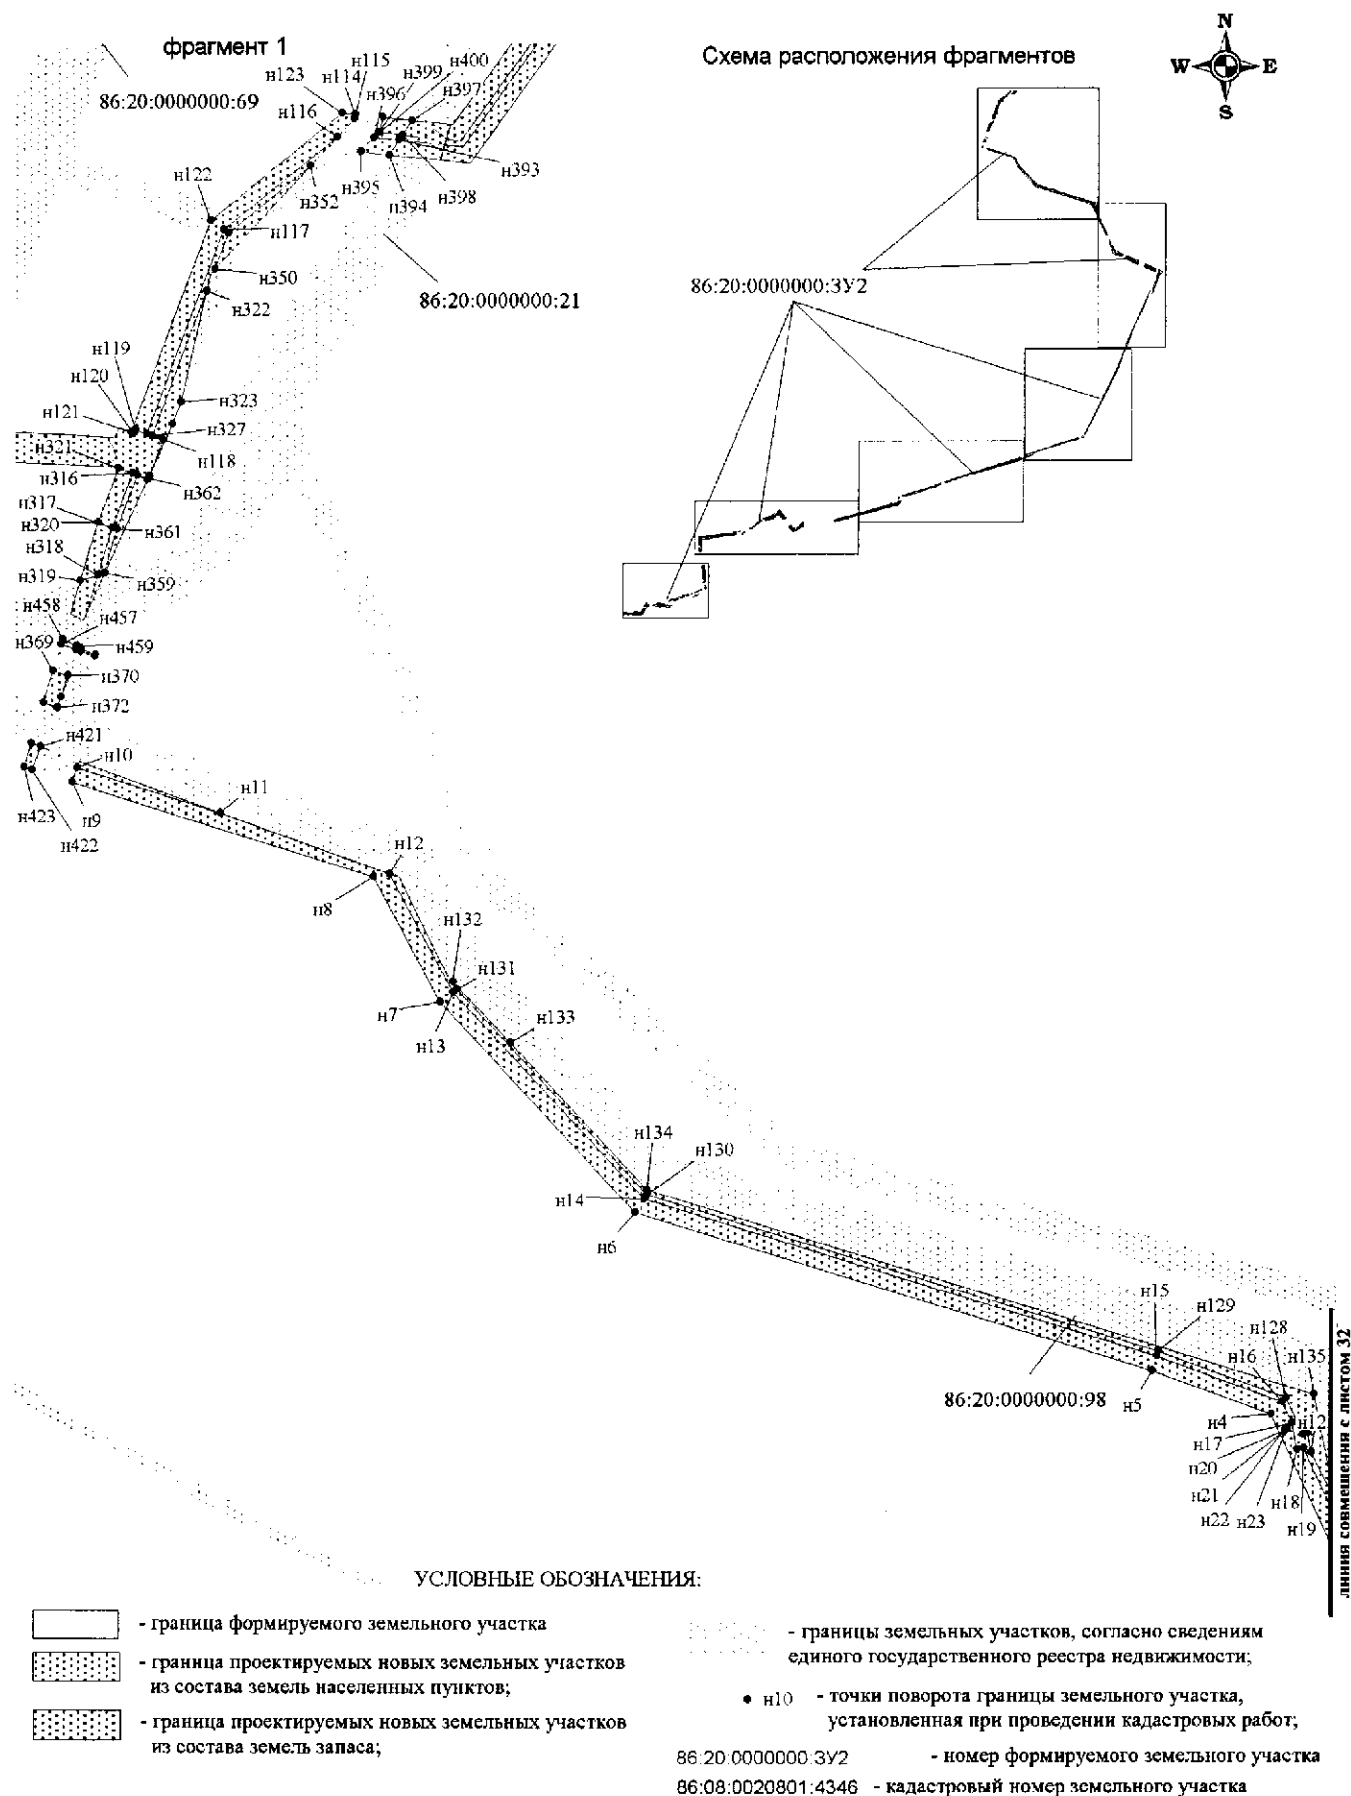 фрагмент 1
Схема расположения фрагментов
N
W
E
S
86:20:0000000:69
н123
н114
н115
н396
н399
н400
н397
н116
н393
н395
н394
н398
н352
н122
н117
н350
н322
86:20:0000000:21
86:20:0000000:ЗУ2
н119
н120
н121
н323
н327
н118
н321
н316
н362
н317
н320
н361
н318
н319
н359
н458
н457
н369
н459
н370
н372
н421
н10
н423
н422
н9
н11
н12
н8
н132
н131
н7
н13
н133
н134
н130
н14
н6
н15
н129
н128
н16
н135
86:20:0000000:98
н5
н4
н12
н17
н20
н21
н22
н23
н18
н19
линия совмещения с листом 32
УСЛОВНЫЕ ОБОЗНАЧЕНИЯ:
- граница формируемого земельного участка
- граница проектируемых новых земельных участков
из состава земель населенных пунктов;
- граница проектируемых новых земельных участков
из состава земель запаса;
- границы земельных участков, согласно сведениям
единого государственного реестра недвижимости;
н10 - точки поворота границы земельного участка,
установленная при проведении кадастровых работ;
86:20:0000000:ЗУ2 - номер формируемого земельного участка
86:08:0020801:4346 - кадастровый номер земельного участка